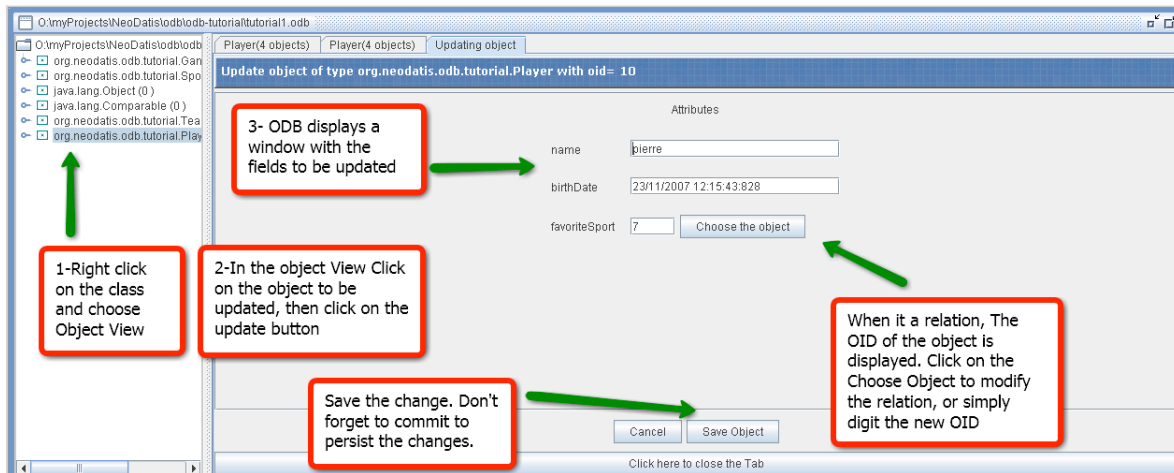 O:\myProjects\NeoDatis\odb\odb-tutorial\tutorial1.odb
O:\myProjects\NeoDatis\odb\odb
org.neodatis.odb.tutorial.Gan
org.neodatis.odb.tutorial.Spo
java.lang.Object (0 )
java.lang.Comparable (0 )
org.neodatis.odb.tutorial.Tea
org.neodatis.odb.tutorial.Play
Player(4 objects)
Player(4 objects)
Updating object
Update object of type org.neodatis.odb.tutorial.Player with oid= 10
Attributes
name
pierre
birthDate
23/11/2007 12:15:43:828
favoriteSport
7
Choose the object
3- ODB displays a
window with the
fields to be updated
1-Right click
on the class
and choose
Object View
2-In the object View Click
on the object to be
updated, then click on the
update button
When it a relation, The
OID of the object is
displayed. Click on the
Choose Object to modify
the relation, or simply
digit the new OID
Save the change. Don't
forget to commit to
persist the changes.
Cancel
Save Object
Click here to close the Tab